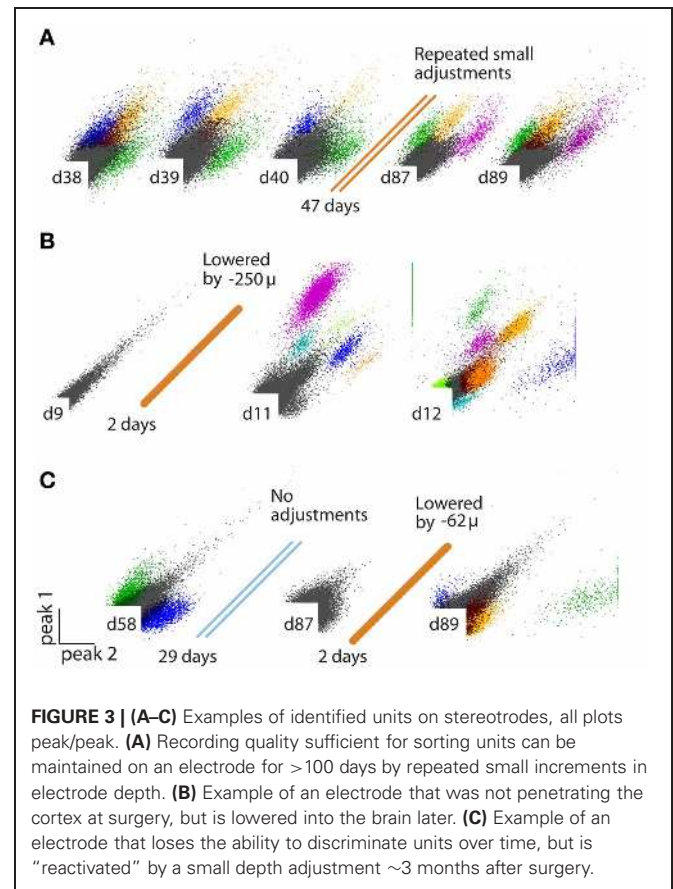 A
Repeated small
adjustments
d38
d39
d40
d87
d89
47 days
B
Lowered
by -250 µ
d9
2 days
d11
d12
C
No
adjustments
Lowered
by -62 µ
d58
d87
d89
peak 1
peak 2
29 days
2 days
FIGURE 3 | (A–C) Examples of identified units on stereotrodes, all plots
peak/peak. (A) Recording quality sufficient for sorting units can be
maintained on an electrode for >100 days by repeated small increments in
electrode depth. (B) Example of an electrode that was not penetrating the
cortex at surgery, but is lowered into the brain later. (C) Example of an
electrode that loses the ability to discriminate units over time, but is
“reactivated” by a small depth adjustment ∼3 months after surgery.